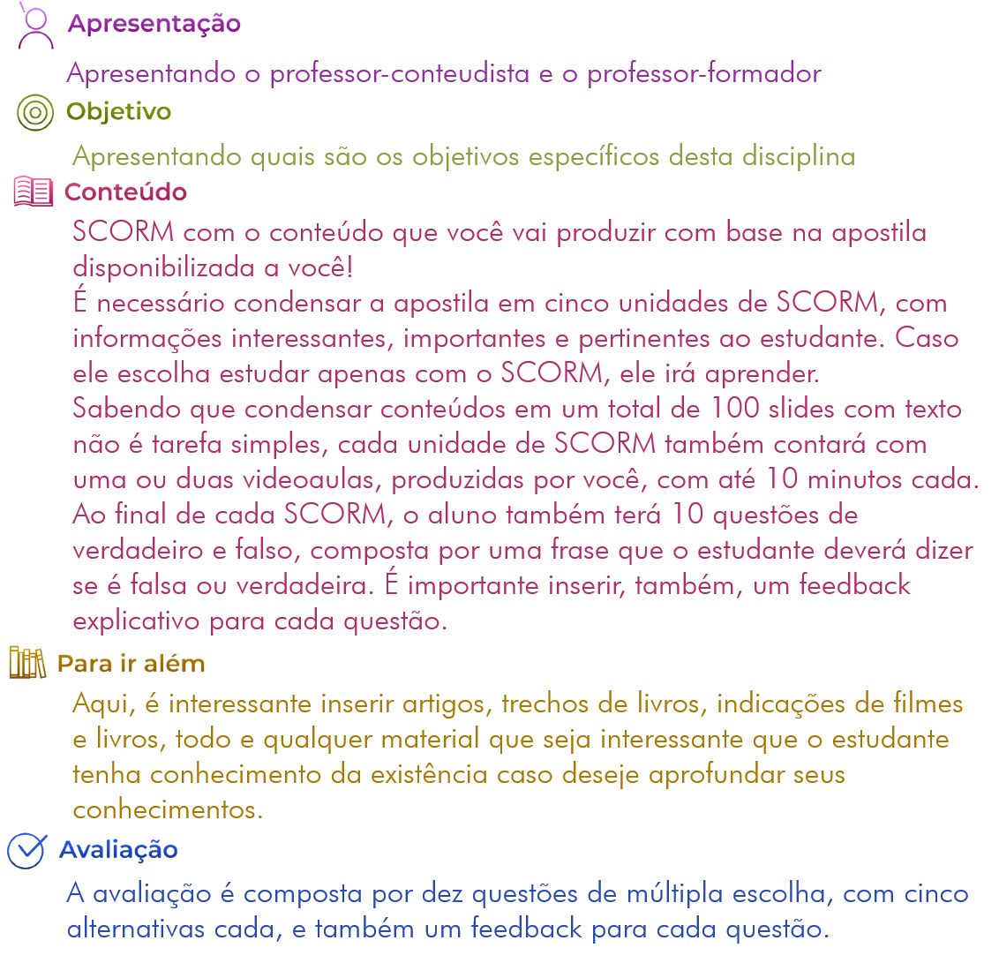 Apresentação
Apresentando o professor-conteudista e o professor-formador
Objetivo
Apresentando quais são os objetivos específicos desta disciplina
Conteúdo
SCORM com o conteúdo que você vai produzir com base na apostila
disponibilizada a você!
É necessário condensar a apostila em cinco unidades de SCORM, com
informações interessantes, importantes e pertinentes ao estudante. Caso
ele escolha estudar apenas com o SCORM, ele irá aprender.
Sabendo que condensar conteúdos em um total de 100 slides com texto
não é tarefa simples, cada unidade de SCORM também contará com
uma ou duas videoaulas, produzidas por você, com até 10 minutos cada.
Ao final de cada SCORM, o aluno também terá 10 questões de
verdadeiro e falso, composta por uma frase que o estudante deverá dizer
se é falsa ou verdadeira. É importante inserir, também, um feedback
explicativo para cada questão.
Para ir além
Aqui, é interessante inserir artigos, trechos de livros, indicações de filmes
e livros, todo e qualquer material que seja interessante que o estudante
tenha conhecimento da existência caso deseje aprofundar seus
conhecimentos.
Avaliação
A avaliação é composta por dez questões de múltipla escolha, com cinco
alternativas cada, e também um feedback para cada questão.